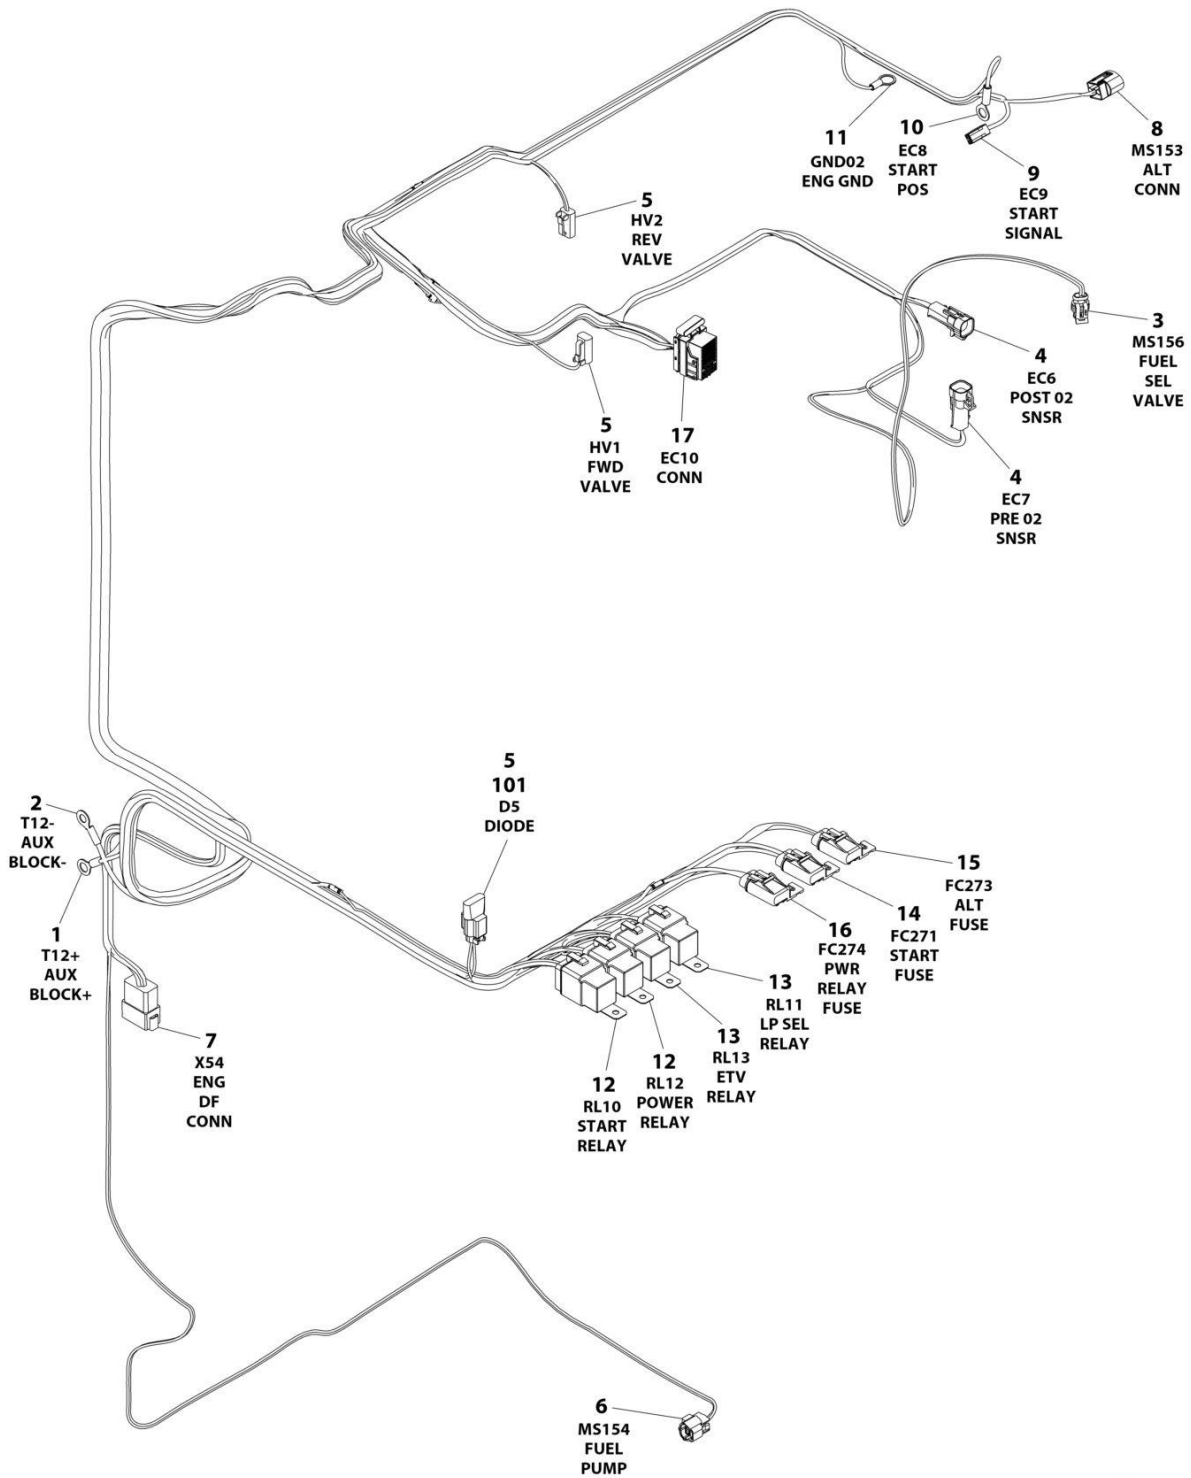 11
GND02
ENG GND
10
EC8
START
POS
9
EC9
START
SIGNAL
8
MS153
ALT
CONN
5
HV2
REV
VALVE
3
MS156
FUEL
SEL
VALVE
4
EC6
POST 02
SNSR
5
HV1
FWD
VALVE
17
EC10
CONN
4
EC7
PRE 02
SNSR
5
101
D5
DIODE
2
T12-
AUX
BLOCK-
1
T12+
AUX
BLOCK+
15
FC273
ALT
FUSE
14
FC271
START
FUSE
16
FC274
PWR
RELAY
FUSE
13
RL11
LP SEL
RELAY
13
RL13
ETV
RELAY
12
RL12
POWER
RELAY
12
RL10
START
RELAY
7
X54
ENG
DF
CONN
6
MS154
FUEL
PUMP